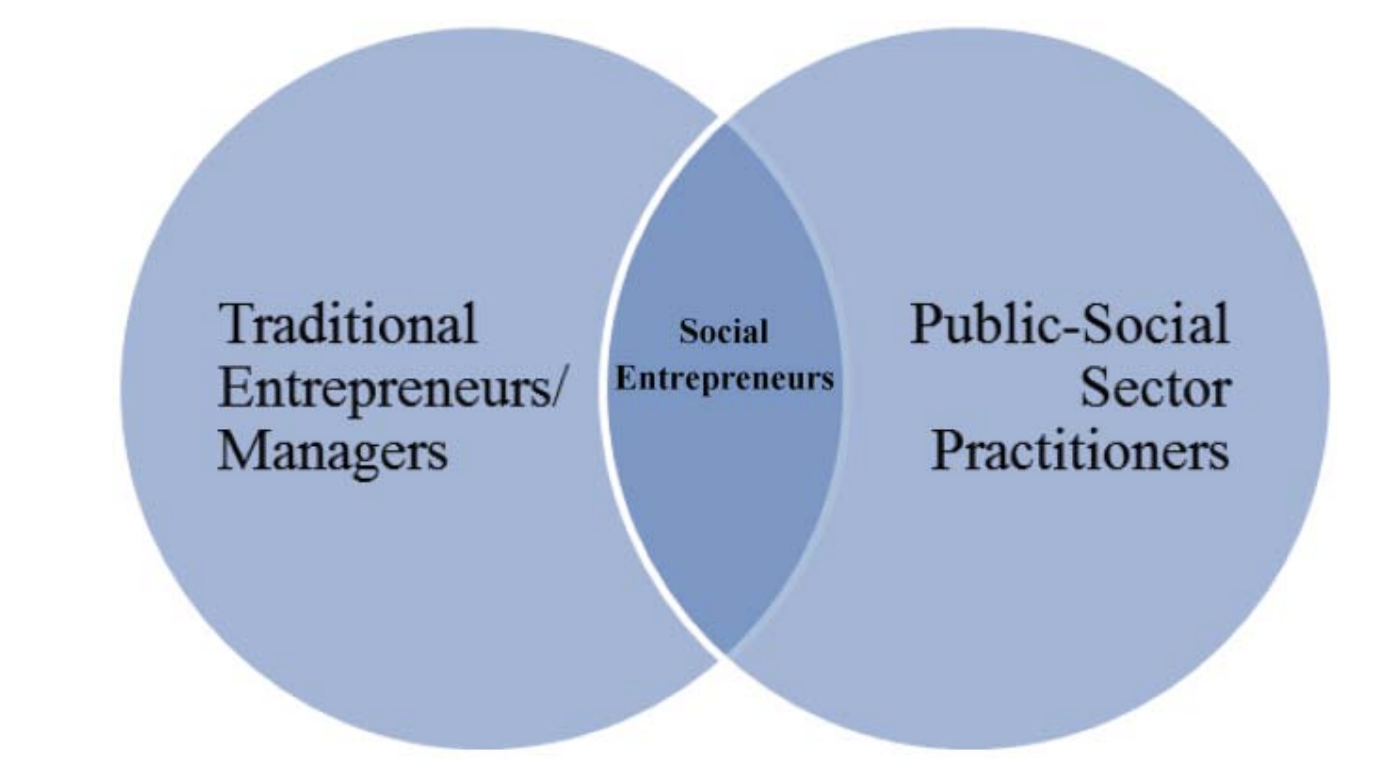 Traditional
Entrepreneurs/
Managers
Social
Entrepreneurs
Public-Social
Sector
Practitioners